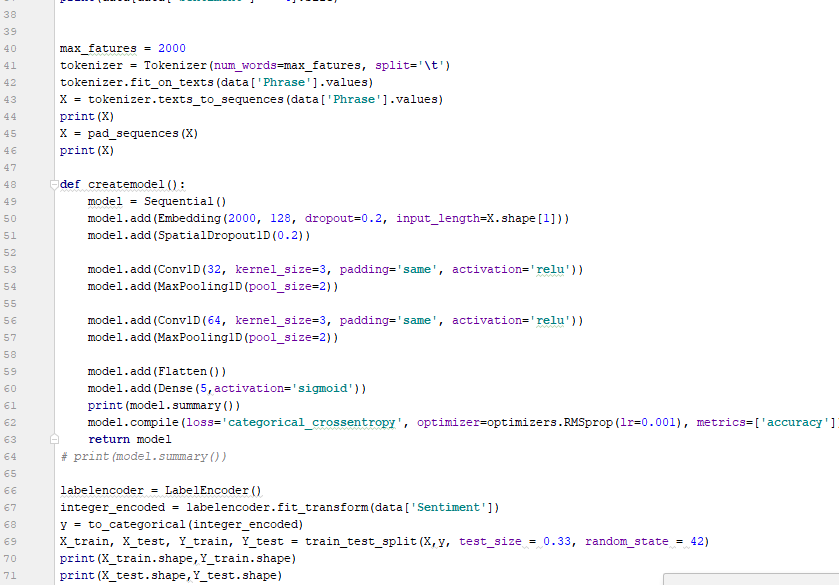 38
39
40 max_fatures = 2000
41 tokenizer = Tokenizer(num_words=max_fatures, split='\t')
42 tokenizer.fit_on_texts(data['Phrase'].values)
43 X = tokenizer.texts_to_sequences(data['Phrase'].values)
44 print(X)
45 X = pad_sequences(X)
46 print(X)
47
48 def createmodel():
49     model = Sequential()
50     model.add(Embedding(2000, 128, dropout=0.2, input_length=X.shape[1]))
51     model.add(SpatialDropout1D(0.2))
52
53     model.add(Conv1D(32, kernel_size=3, padding='same', activation='relu'))
54     model.add(MaxPooling1D(pool_size=2))
55
56     model.add(Conv1D(64, kernel_size=3, padding='same', activation='relu'))
57     model.add(MaxPooling1D(pool_size=2))
58
59     model.add(Flatten())
60     model.add(Dense(5,activation='sigmoid'))
61     print(model.summary())
62     model.compile(loss='categorical_crossentropy', optimizer=optimizers.RMSprop(lr=0.001), metrics=['accuracy']
63     return model
64 # print(model.summary())
65
66 labelencoder = LabelEncoder()
67 integer_encoded = labelencoder.fit_transform(data['Sentiment'])
68 y = to_categorical(integer_encoded)
69 X_train, X_test, Y_train, Y_test = train_test_split(X,y, test_size = 0.33, random_state = 42)
70 print(X_train.shape,Y_train.shape)
71 print(X_test.shape,Y_test.shape)